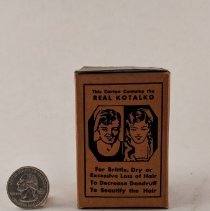 This Carton Contains the
REAL KOTALKO
For Brittle, Dry or
Excessive Loss of Hair
To Decrease Dandruff
To Beautify the Hair